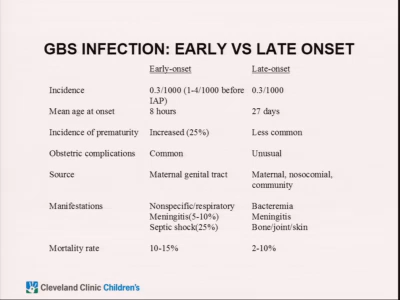 GBS INFECTION: EARLY VS LATE ONSET
Early-onset Late-onset
Incidence 0.3/1000 (1-4/1000 before 0.3/1000
IAP)
Mean age at onset 8 hours 27 days
Incidence of prematurity Increased (25%) Less common
Obstetric complications Common Unusual
Source Maternal genital tract Maternal, nosocomial,
community
Manifestations Nonspecific/respiratory Bacteremia
Meningitis(5-10%) Meningitis
Septic shock(25%) Bone/joint/skin
Mortality rate 10-15% 2-10%
Cleveland Clinic Children's